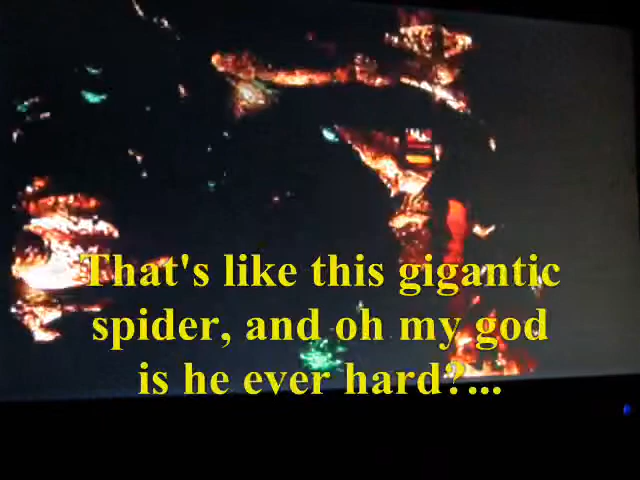 That's like this gigantic
spider, and oh my god
is he ever hard?...